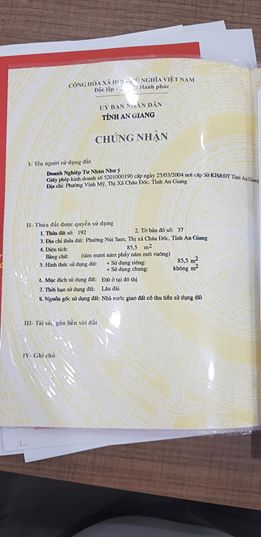 CỘNG HÒA XÃ HỘI CHỦ NGHĨA VIỆT NAM
Độc lập - Hạnh phúc
ỦY BAN NHÂN DÂN
TỈNH AN GIANG
CHỨNG NHẬN
I- Tên người sử dụng đất
Doanh Nghiệp Tư Nhân Như ý
Giấy phép kinh doanh số 5201000190 cấp ngày 25/03/2004 nơi cấp Sở KH&ĐT Tỉnh An Giang
Địa chỉ: Phường Vĩnh Mỹ, Thị Xã Châu Đốc, Tỉnh An Giang
II- Thửa đất được quyền sử dụng
1. Thửa đất số: 192 2. Tờ bản đồ số: 37
3. Địa chỉ thửa đất: Phường Núi Sam, Thị xã Châu Đốc, Tỉnh An Giang
4. Diện tích: 85,5 m2
Bằng chữ: (tám mươi năm phẩy năm mét vuông)
5. Hình thức sử dụng đất: + Sử dụng riêng: 85,5 m2
+ Sử dụng chung: không m2
6. Mục đích sử dụng đất: Đất ở tại đô thị
7. Thời hạn sử dụng đất: Lâu dài
8. Nguồn gốc sử dụng đất: Nhà nước giao đất có thu tiền sử dụng đất
III- Tài sản gắn liền với đất
IV- Ghi chú